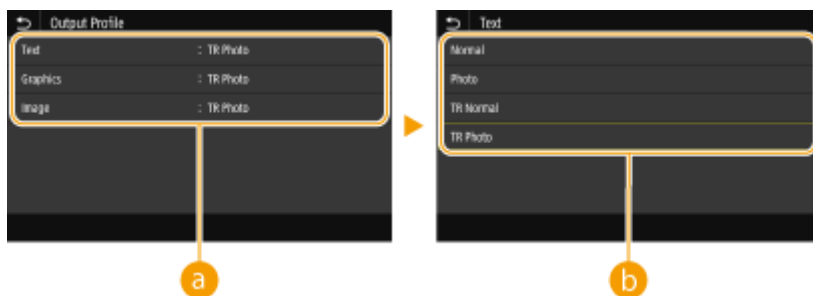 Output Profile
Text : TR Photo
Graphics : TR Photo
Image : TR Photo
a
Text
Normal
Photo
TR Normal
TR Photo
b